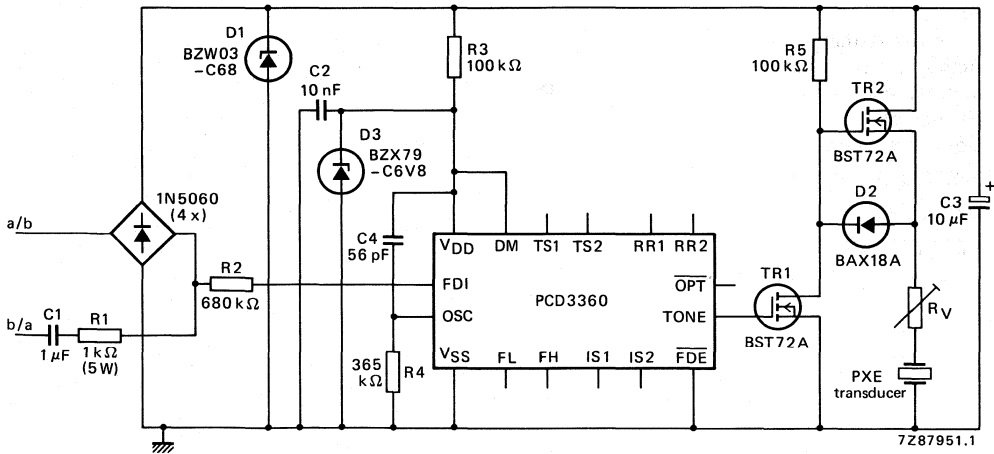 D1
BZW03
-C68
C2
10 nF
R3
100 kΩ
R5
100 kΩ
TR2
BST72A
D3
BZX79
-C6V8
1N5060
(4 x)
a/b
C4
56 pF
D2
BAX18A
C3
10 µF
+
VDD
DM
TS1
TS2
RR1
RR2
R2
680 kΩ
FDI
PCD3360
OPT
TR1
BST72A
OSC
TONE
RV
b/a
C1
1 µF
R1
1 kΩ
(5W)
365
kΩ
R4
VSS
FL
FH
IS1
IS2
FDE
PXE
transducer
7Z87951.1